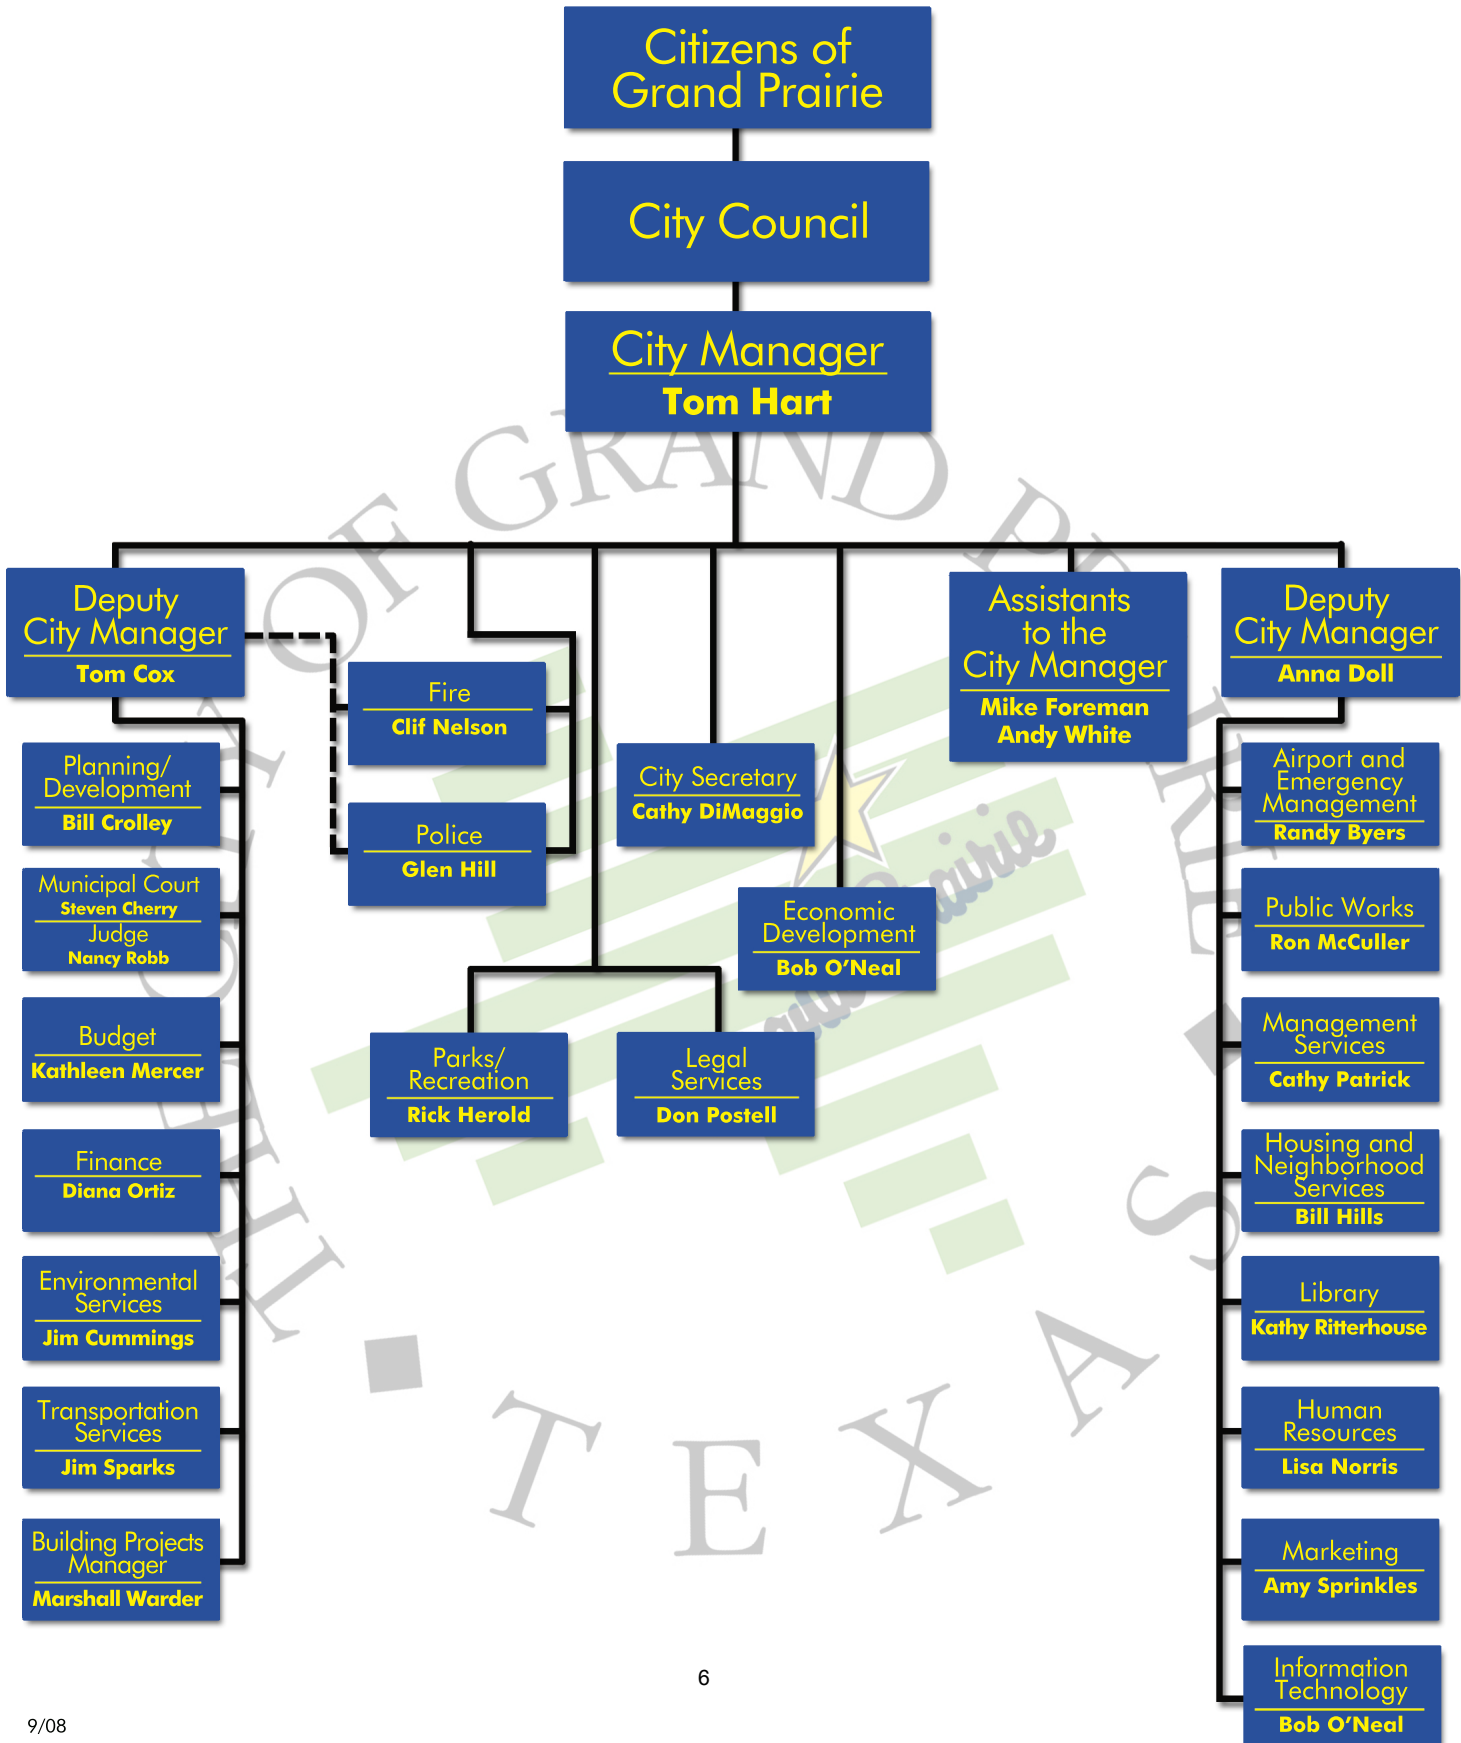 Citizens of
Grand Prairie
City Council
City Manager
Tom Hart
THE CITY OF GRAND PRAIRIE
TEXAS
Deputy
City Manager
Tom Cox
Planning/
Development
Bill Crolley
Municipal Court
Steven Cherry
Judge
Nancy Robb
Budget
Kathleen Mercer
Finance
Diana Ortiz
Environmental
Services
Jim Cummings
Transportation
Services
Jim Sparks
Building Projects
Manager
Marshall Warder
Fire
Clif Nelson
Police
Glen Hill
Parks/
Recreation
Rick Herold
Legal
Services
Don Postell
City Secretary
Cathy DiMaggio
Economic
Development
Bob O'Neal
Assistants
to the
City Manager
Mike Foreman
Andy White
Deputy
City Manager
Anna Doll
Airport and
Emergency
Management
Randy Byers
Public Works
Ron McCuller
Management
Services
Cathy Patrick
Housing and
Neighborhood
Services
Bill Hills
Library
Kathy Ritterhouse
Human
Resources
Lisa Norris
Marketing
Amy Sprinkles
Information
Technology
Bob O'Neal
6
9/08